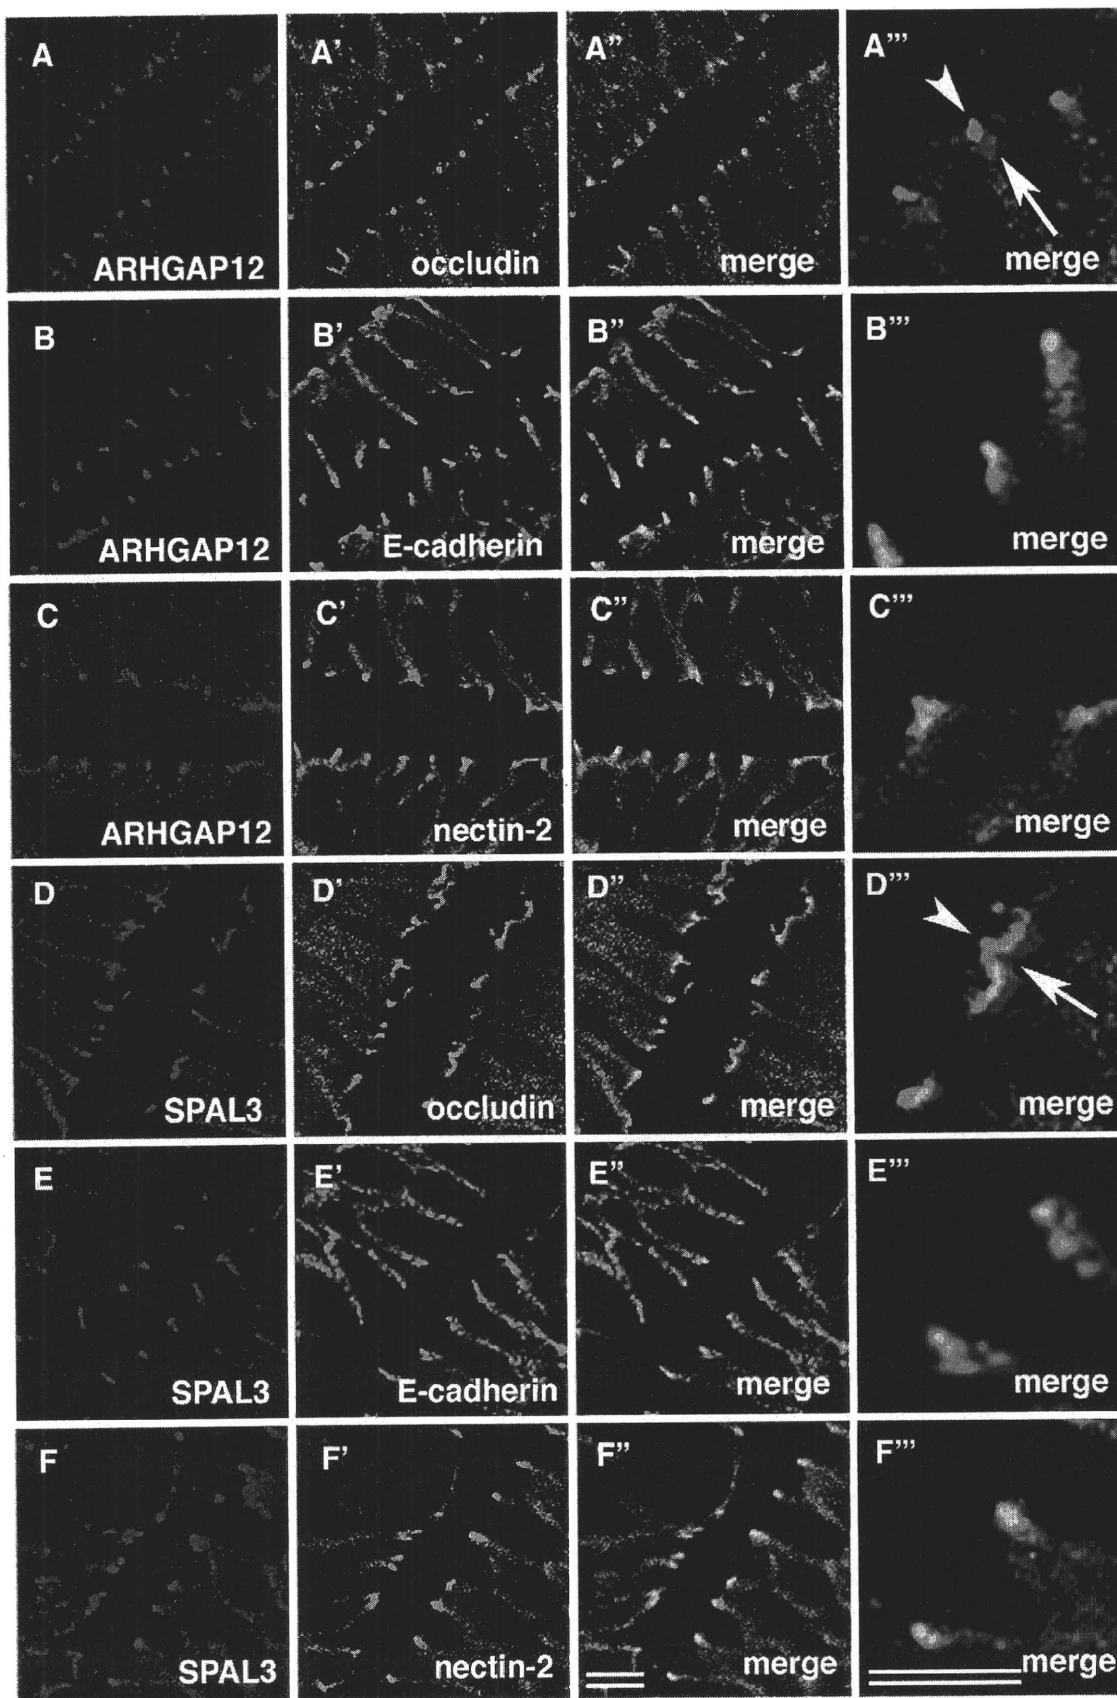 A A’ A” A”’
ARHGAP12 occludin merge merge
B B’ B” B”’
ARHGAP12 E-cadherin merge merge
C C’ C” C”’
ARHGAP12 nectin-2 merge merge
D D’ D” D”’
SPAL3 occludin merge merge
E E’ E” E”’
SPAL3 E-cadherin merge merge
F F’ F” F”’
SPAL3 nectin-2 merge merge